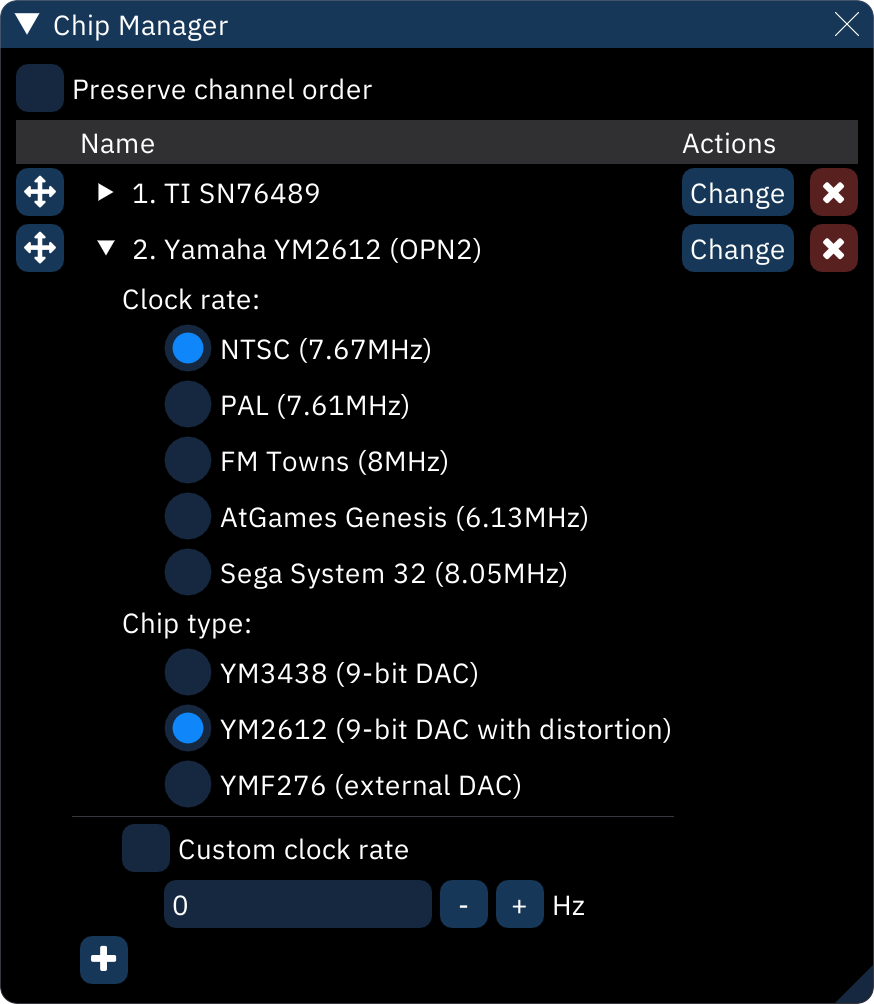 Chip Manager
Preserve channel order
Name Actions
1. TI SN76489 Change
2. Yamaha YM2612 (OPN2) Change
Clock rate:
NTSC (7.67MHz)
PAL (7.61MHz)
FM Towns (8MHz)
AtGames Genesis (6.13MHz)
Sega System 32 (8.05MHz)
Chip type:
YM3438 (9-bit DAC)
YM2612 (9-bit DAC with distortion)
YMF276 (external DAC)
Custom clock rate
0 - + Hz